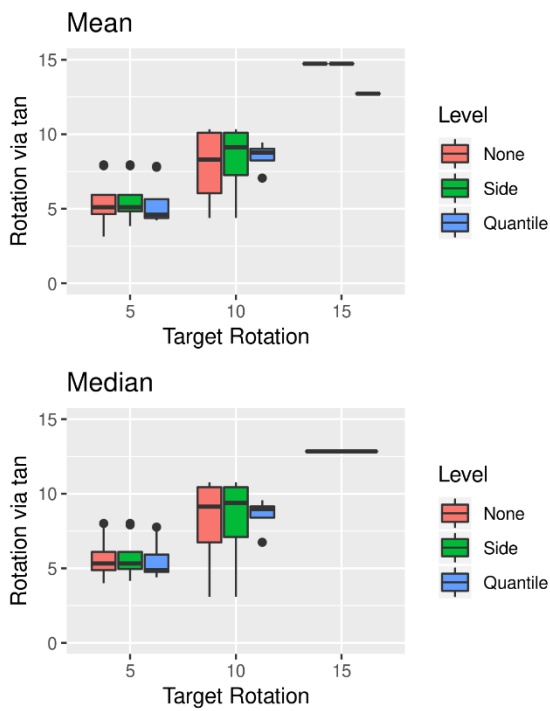 Mean
15
10
5
0
Rotation via tan
5 10 15
Target Rotation
Level
None
Side
Quantile
Median
15
10
5
0
Rotation via tan
5 10 15
Target Rotation
Level
None
Side
Quantile